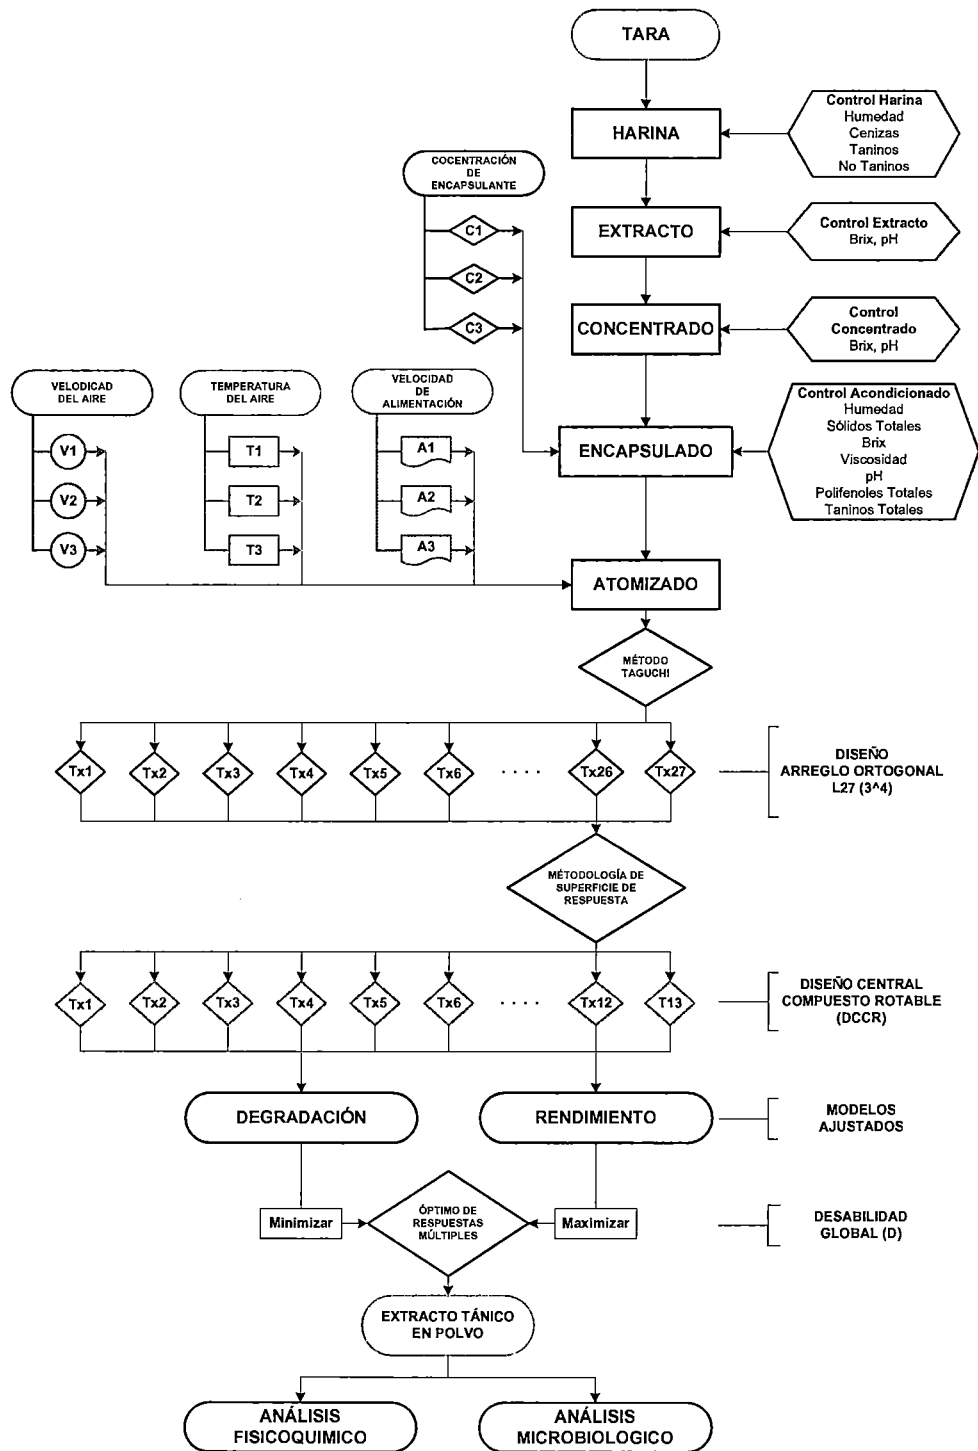 TARA
HARINA
Control Harina
Humedad
Cenizas
Taninos
No Taninos
COCENTRACIÓN
DE
ENCAPSULANTE
C1
C2
C3
EXTRACTO
Control Extracto
Brix, pH
CONCENTRADO
Control
Concentrado
Brix, pH
VELODICAD
DEL AIRE
V1
V2
V3
TEMPERATURA
DEL AIRE
T1
T2
T3
VELOCIDAD
DE
ALIMENTACIÓN
A1
A2
A3
ENCAPSULADO
Control Acondicionado
Humedad
Sólidos Totales
Brix
Viscosidad
pH
Polifenoles Totales
Taninos Totales
ATOMIZADO
MÉTODO
TAGUCHI
Tx1 Tx2 Tx3 Tx4 Tx5 Tx6 . . . . Tx26 Tx27
DISEÑO
ARREGLO ORTOGONAL
L27 (3^4)
MÉTODOLOGÍA DE
SUPERFICIE DE
RESPUESTA
Tx1 Tx2 Tx3 Tx4 Tx5 Tx6 . . . . Tx12 T13
DISEÑO CENTRAL
COMPUESTO ROTABLE
(DCCR)
DEGRADACIÓN
RENDIMIENTO
MODELOS
AJUSTADOS
Minimizar
ÓPTIMO DE
RESPUESTAS
MÚLTIPLES
Maximizar
DESABILIDAD
GLOBAL (D)
EXTRACTO TÁNICO
EN POLVO
ANÁLISIS
FISICOQUIMICO
ANÁLISIS
MICROBIOLOGICO